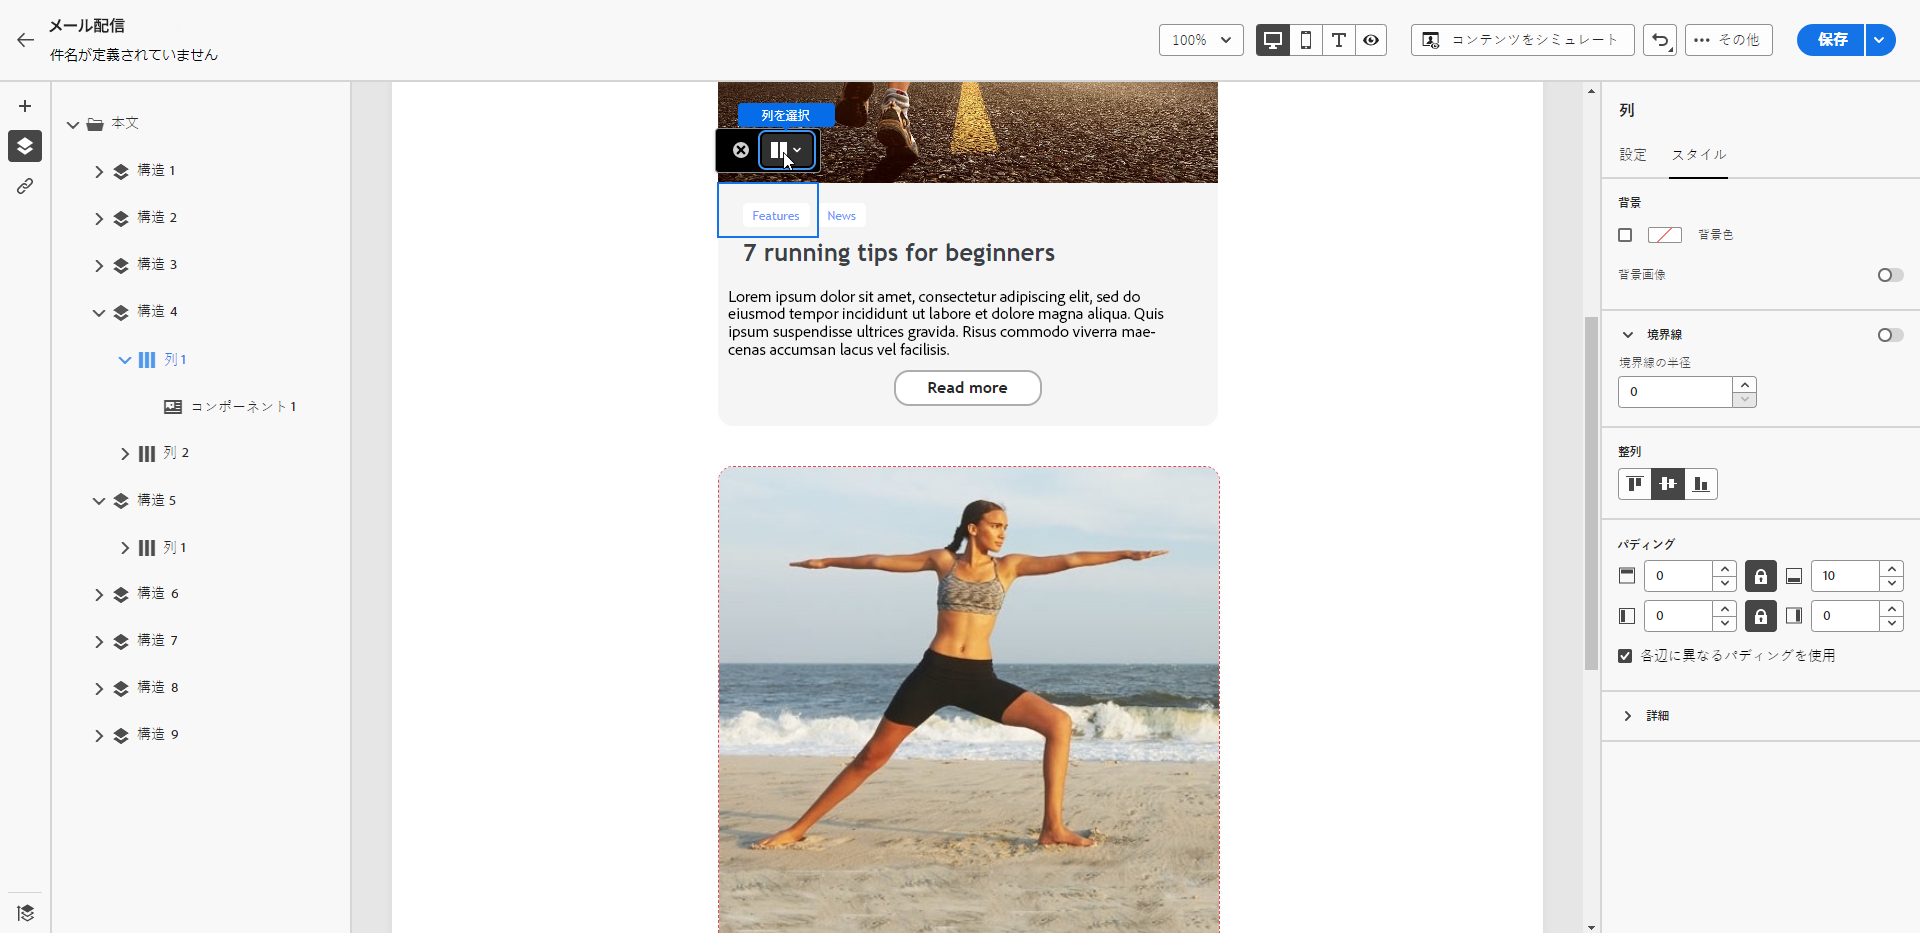 メール配信
件名が定義されていません
100%
コンテンツをシミュレート
その他
保存
本文
構造 1
構造 2
構造 3
構造 4
列 1
コンポーネント 1
列 2
構造 5
列 1
構造 6
構造 7
構造 8
構造 9
列を選択
Features
News
7 running tips for beginners
Lorem ipsum dolor sit amet, consectetur adipiscing elit, sed do
eiusmod tempor incididunt ut labore et dolore magna aliqua. Quis
ipsum suspendisse ultrices gravida. Risus commodo viverra mae-
cenas accumsan lacus vel facilisis.
Read more
列
設定
スタイル
背景
背景色
背景画像
境界線
境界線の半径
0
整列
パディング
0
10
0
0
各辺に異なるパディングを使用
詳細